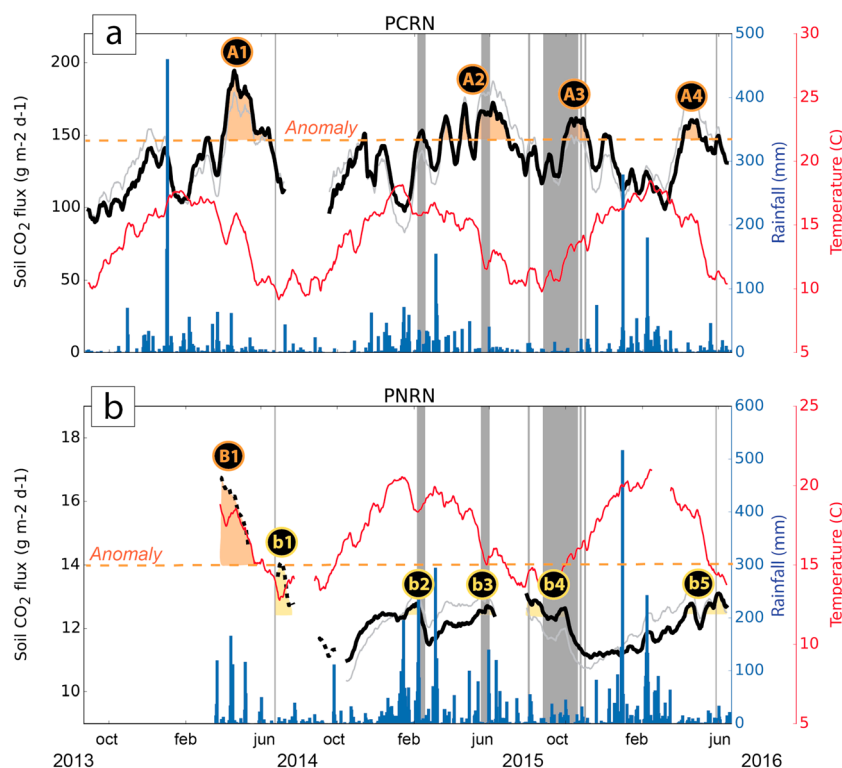 a
PCRN
Soil CO2 flux (g m-2 d-1)
200
150
100
50
0
A1
A2
A3
A4
Anomaly
500
400
300
200
100
0
Rainfall (mm)
30
25
20
15
10
5
Temperature (C)
b
PNRN
Soil CO2 flux (g m-2 d-1)
18
16
14
12
10
B1
b1
b2
b3
b4
b5
Anomaly
600
500
400
300
200
100
0
Rainfall (mm)
25
20
15
10
5
Temperature (C)
oct feb jun oct feb jun oct feb jun
2013 2014 2015 2016